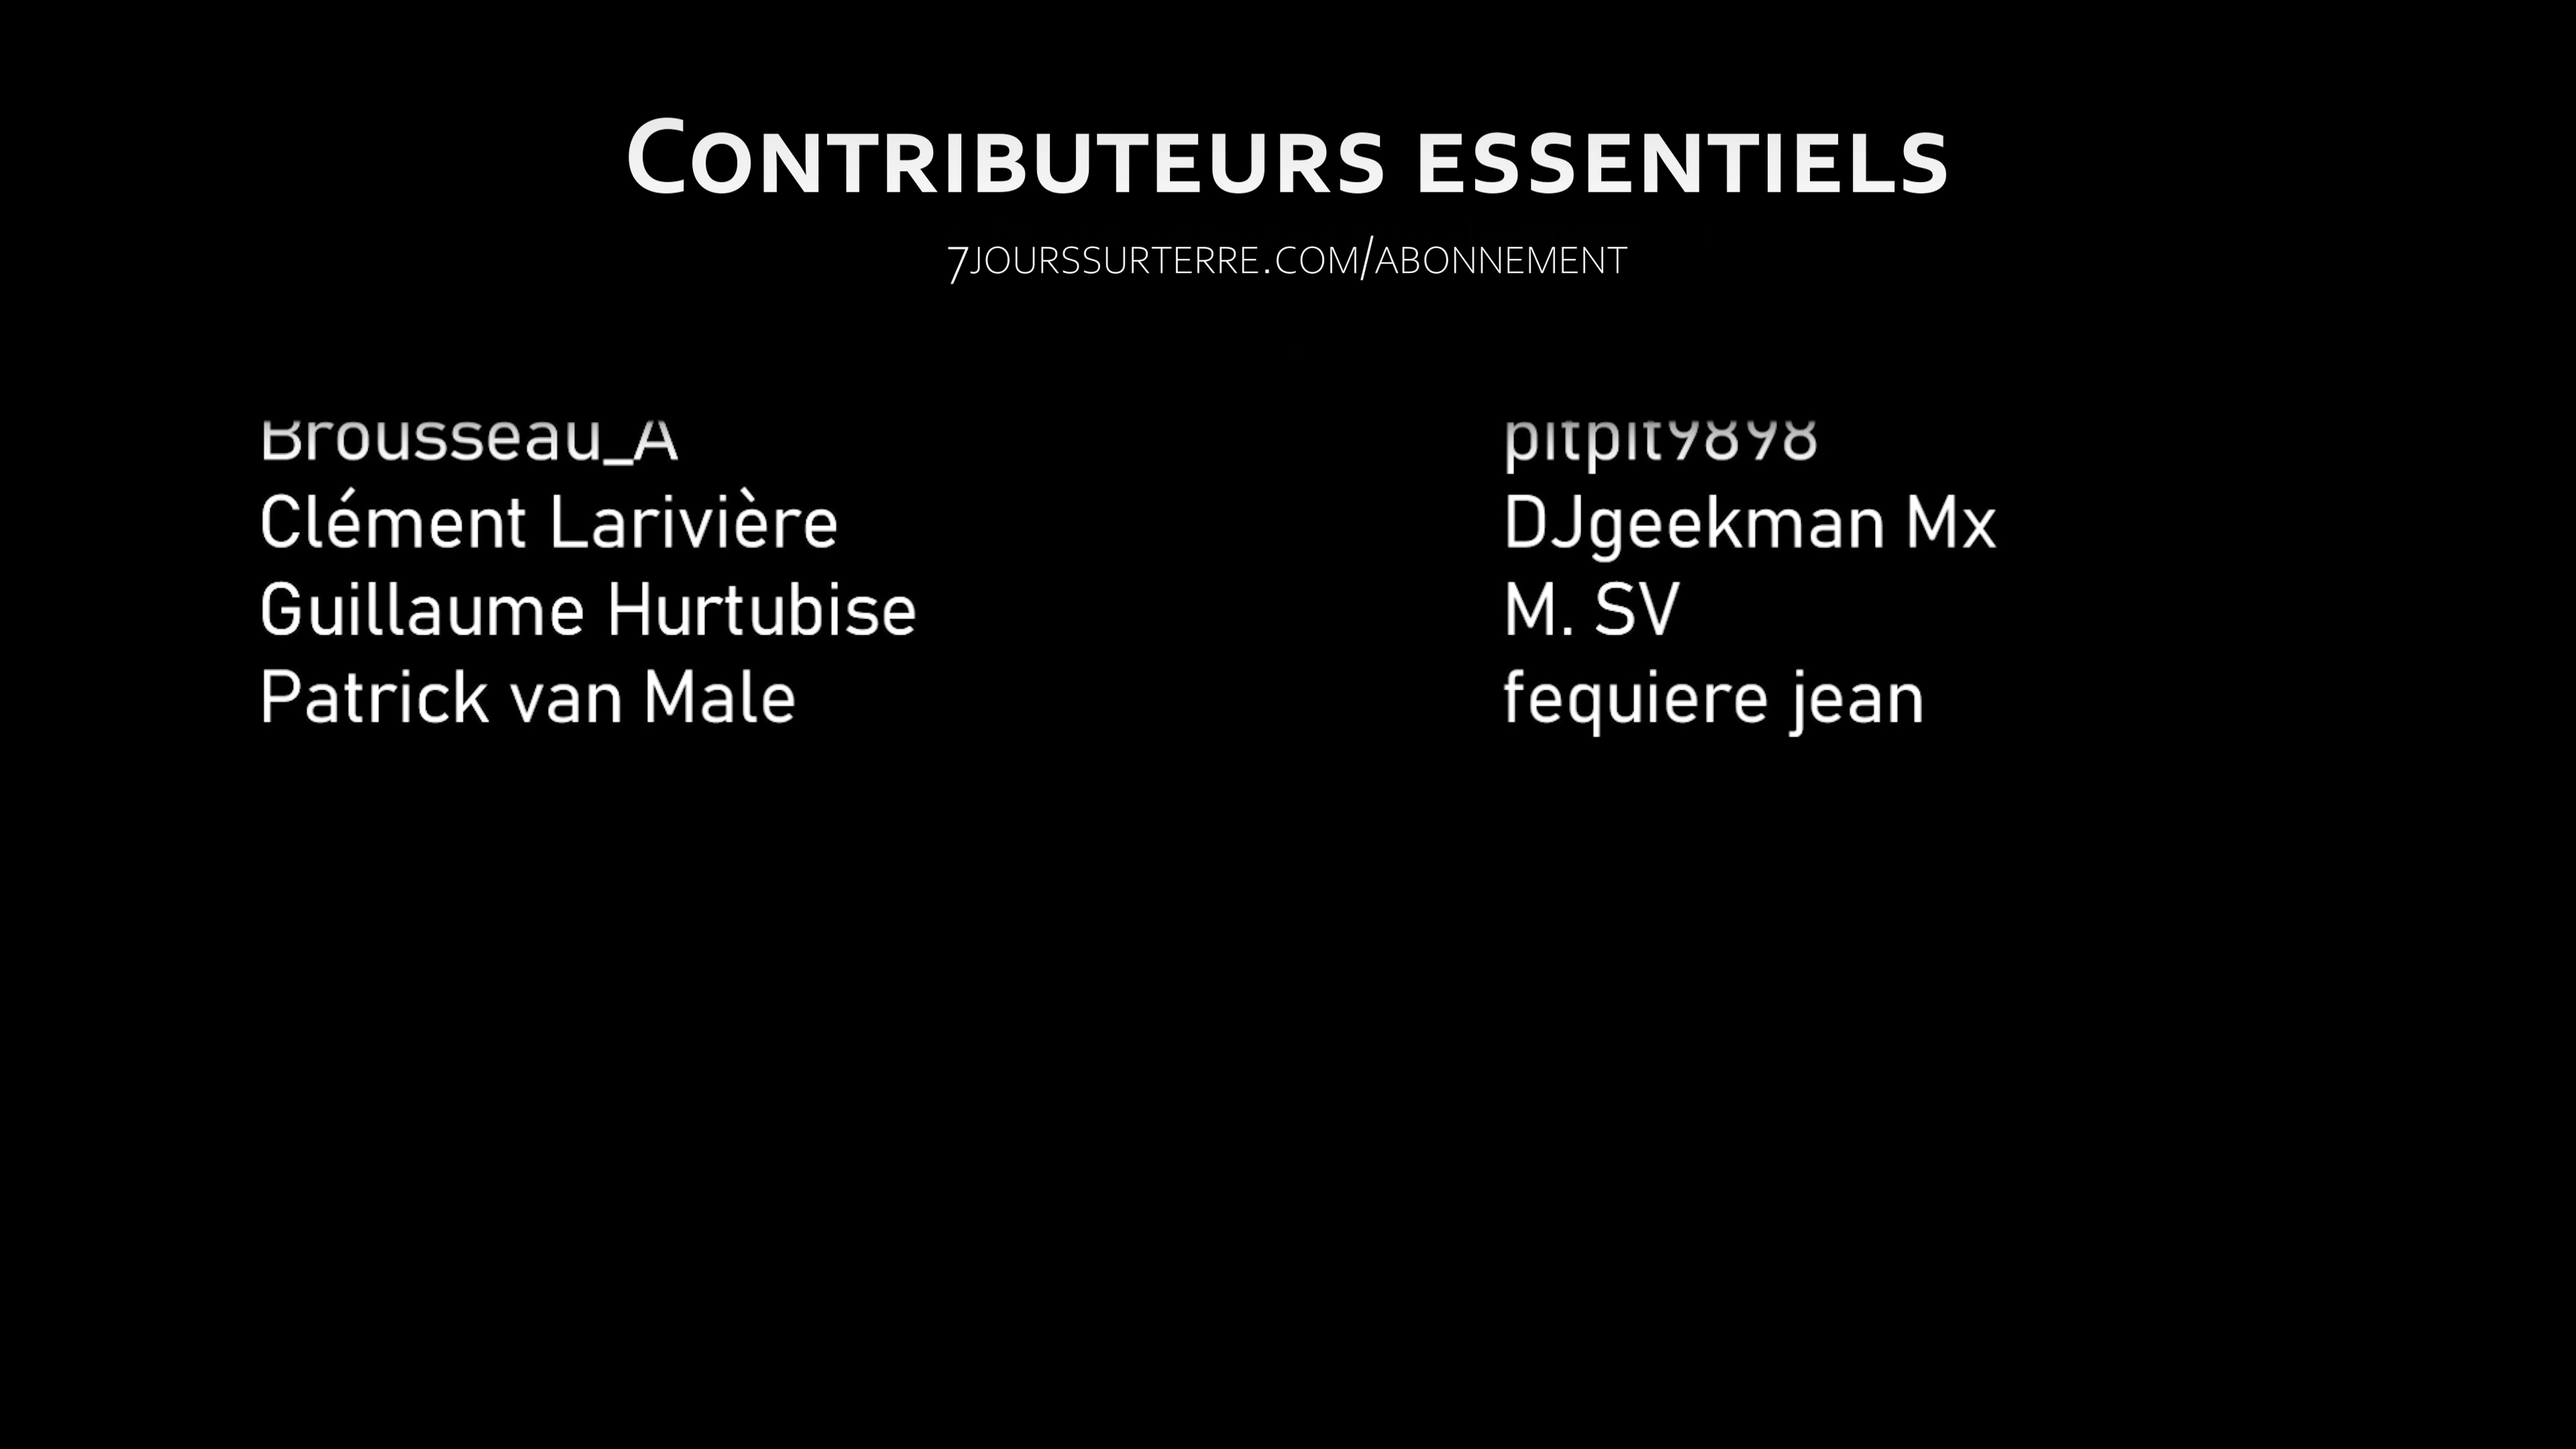 Contributeurs essentiels
7jourssurterre.com/abonnement
Brousseau_A
Clément Larivière
Guillaume Hurtubise
Patrick van Male
pitpit9898
DJgeekman Mx
M. SV
fequiere jean